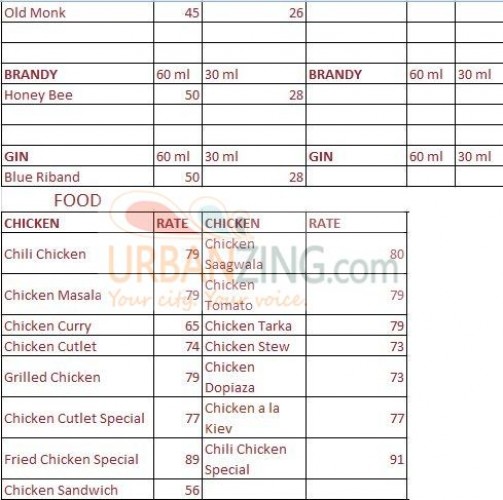 Old Monk 45 26
BRANDY 60 ml 30 ml BRANDY 60 ml 30 ml
Honey Bee 50 28
GIN 60 ml 30 ml GIN 60 ml 30 ml
Blue Riband 50 28
FOOD
CHICKEN RATE CHICKEN RATE
Chili Chicken 79 Chicken Saagwala 80
Chicken Masala 79 Chicken Tomato 79
Chicken Curry 65 Chicken Tarka 79
Chicken Cutlet 74 Chicken Stew 73
Grilled Chicken 79 Chicken Dopiaza 73
Chicken Cutlet Special 77 Chicken a la Kiev 77
Fried Chicken Special 89 Chili Chicken Special 91
Chicken Sandwich 56
URBANZING.com
Your city. Your voice.